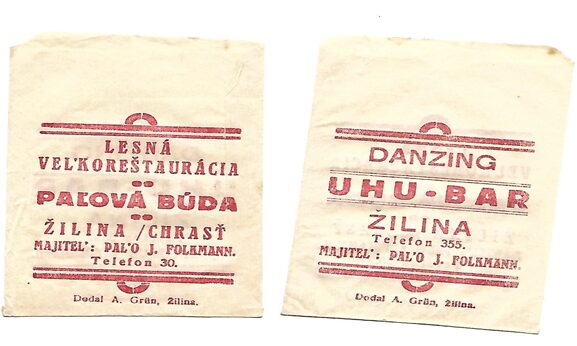 LESNÁ
VEĽKOREŠTAURÁCIA
PAĽOVÁ BÚDA
ŽILINA / CHRASŤ
MAJITEĽ: PAĽO J. FOLKMANN.
Telefon 30.
Dodal A. Grün, Žilina.
DANZING
UHU-BAR
ŽILINA
Telefon 355.
MAJITEĽ: PAĽO J. FOLKMANN.
Dodal A. Grün, Žilina.